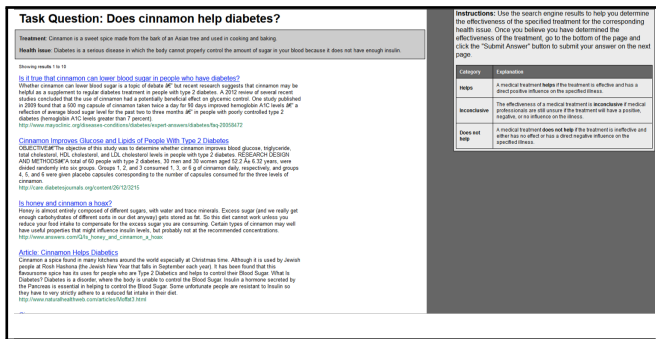 Task Question: Does cinnamon help diabetes?
Treatment: Cinnamon is a sweet spice made from the bark of an Asian tree and used in cooking and baking.
Health issue: Diabetes is a serious disease in which the body cannot properly control the amount of sugar in your blood because it does not have enough insulin.
Showing results 1 to 10
Is it true that cinnamon can lower blood sugar in people who have diabetes?
Whether cinnamon can lower blood sugar is a topic of debate â€" but recent research suggests that cinnamon may be
helpful as a supplement to regular diabetes treatment in people with type 2 diabetes. A 2012 review of several recent
studies concluded that the use of cinnamon had a potentially beneficial effect on glycemic control. One study published
in 2009 found that a 500 mg capsule of cinnamon taken twice a day for 90 days improved hemoglobin A1C levels â€" a
reflection of average blood sugar level for the past two to three months â€" in people with poorly controlled type 2
diabetes (hemoglobin A1C levels greater than 7 percent).
http://www.mayoclinic.org/diseases-conditions/diabetes/expert-answers/diabetes/faq-20058472
Cinnamon Improves Glucose and Lipids of People With Type 2 Diabetes
OBJECTIVEâ€"The objective of this study was to determine whether cinnamon improves blood glucose, triglyceride,
total cholesterol, HDL cholesterol, and LDL cholesterol levels in people with type 2 diabetes. RESEARCH DESIGN
AND METHODSâ€"A total of 60 people with type 2 diabetes, 30 men and 30 women aged 52.2 Â± 6.32 years, were
divided randomly into six groups. Groups 1, 2, and 3 consumed 1, 3, or 6 g of cinnamon daily, respectively, and groups
4, 5, and 6 were given placebo capsules corresponding to the number of capsules consumed for the three levels of
cinnamon.
http://care.diabetesjournals.org/content/26/12/3215
Is honey and cinnamon a hoax?
Honey is almost entirely composed of different sugars, with water and trace minerals. Excess sugar (and we really get
enough carbohydrates of different sorts in our diet anyway) gets stored as fat. So this diet cannot work unless you
reduce your food intake to compensate for the excess sugar you are consuming. Certain types of cinnamon may well
have useful properties that might influence insulin levels, but probably not at the recommended concentrations.
http://www.answers.com/Q/Is_honey_and_cinnamon_a_hoax
Article: Cinnamon Helps Diabetics
Cinnamon a spice found in many kitchens around the world especially at Christmas time. Although it is used by Jewish
people at Rosh Hashena (the Jewish New Year that falls in September each year). It has been found that this
flavoursome spice has its uses for people who are Type 2 Diabetics and helps to control their Blood Sugar. What Is
Diabetes? Diabetes is a disorder, where the body is unable to control the Blood Sugar. Insulin a hormone secreted by
the Pancreas is essential in helping to control the Blood Sugar. Some unfortunate people are resistant to Insulin so
they have to very strictly adhere to a reduced fat intake in their diet.
http://www.naturalhealthweb.com/articles/Moffat3.html
Instructions: Use the search engine results to help you determine
the effectiveness of the specified treatment for the corresponding
health issue. Once you believe you have determined the
effectiveness of the treatment, go to the bottom of the page and
click the "Submit Answer" button to submit your answer on the next
page.
Category Explanation
Helps A medical treatment helps if the treatment is effective and has a
direct positive influence on the specified illness.
Inconclusive The effectiveness of a medical treatment is inconclusive if medical
professionals are still unsure if the treatment will have a positive,
negative, or no influence on the illness.
Does not help A medical treatment does not help if the treatment is ineffective and
either has no effect or has a direct negative influence on the
specified illness.